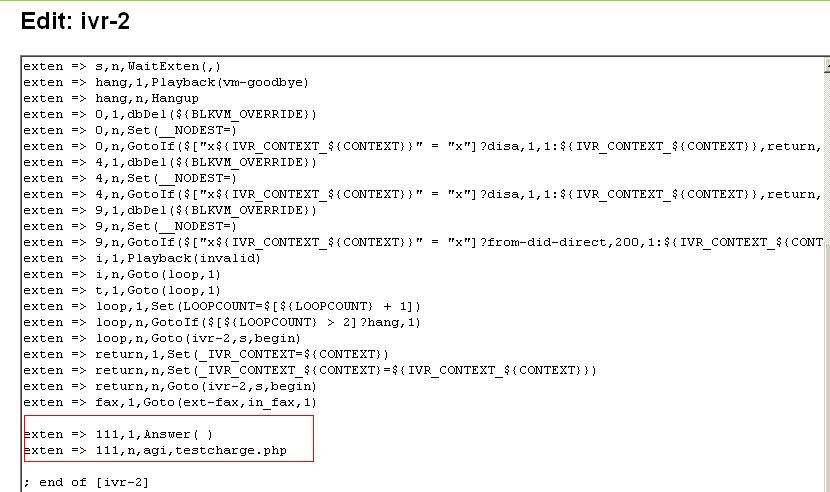 Edit: ivr-2
exten => s,n,WaitExten(,)
exten => hang,1,Playback(vm-goodbye)
exten => hang,n,Hangup
exten => 0,1,dbDel(${BLKVM_OVERRIDE})
exten => 0,n,Set(__NODEST=)
exten => 0,n,GotoIf($["x${IVR_CONTEXT_${CONTEXT}}" = "x"]?disa,1,1:${IVR_CONTEXT_${CONTEXT}},return,
exten => 4,1,dbDel(${BLKVM_OVERRIDE})
exten => 4,n,Set(__NODEST=)
exten => 4,n,GotoIf($["x${IVR_CONTEXT_${CONTEXT}}" = "x"]?disa,1,1:${IVR_CONTEXT_${CONTEXT}},return,
exten => 9,1,dbDel(${BLKVM_OVERRIDE})
exten => 9,n,Set(__NODEST=)
exten => 9,n,GotoIf($["x${IVR_CONTEXT_${CONTEXT}}" = "x"]?from-did-direct,200,1:${IVR_CONTEXT_${CONT
exten => i,1,Playback(invalid)
exten => i,n,Goto(loop,1)
exten => t,1,Goto(loop,1)
exten => loop,1,Set(LOOPCOUNT=$[${LOOPCOUNT} + 1])
exten => loop,n,GotoIf($[${LOOPCOUNT} > 2]?hang,1)
exten => loop,n,Goto(ivr-2,s,begin)
exten => return,1,Set(_IVR_CONTEXT=${CONTEXT})
exten => return,n,Set(_IVR_CONTEXT_${CONTEXT}=${IVR_CONTEXT_${CONTEXT}})
exten => return,n,Goto(ivr-2,s,begin)
exten => fax,1,Goto(ext-fax,in_fax,1)
exten => 111,1,Answer( )
exten => 111,n,agi,testcharge.php
; end of [ivr-2]